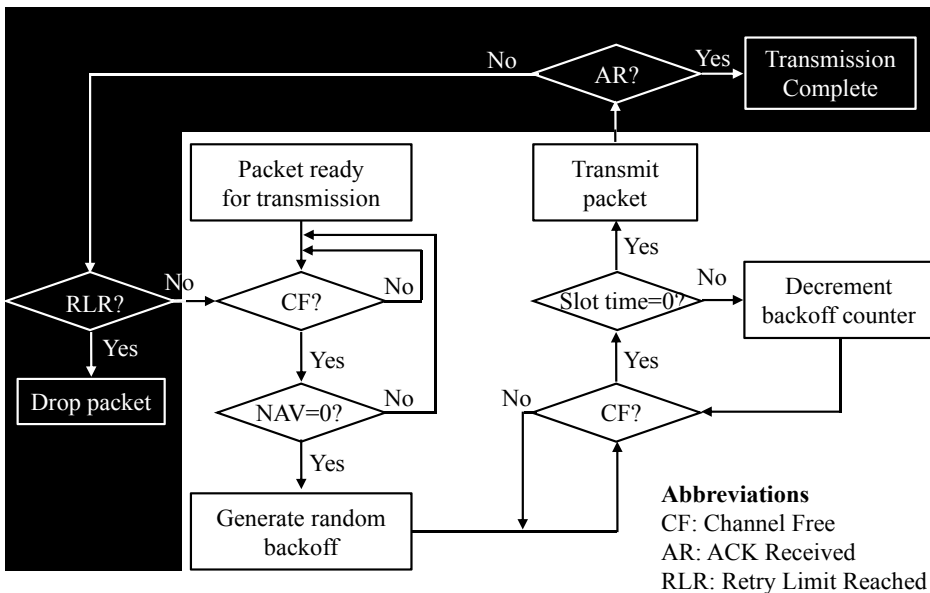 No
AR?
Yes
Transmission
Complete
Packet ready
for transmission
Transmit
packet
Yes
RLR?
No
CF?
No
Slot time=0?
No
Decrement
backoff counter
Yes
Yes
Yes
Drop packet
NAV=0?
No
No
CF?
Yes
Generate random
backoff
Abbreviations
CF: Channel Free
AR: ACK Received
RLR: Retry Limit Reached